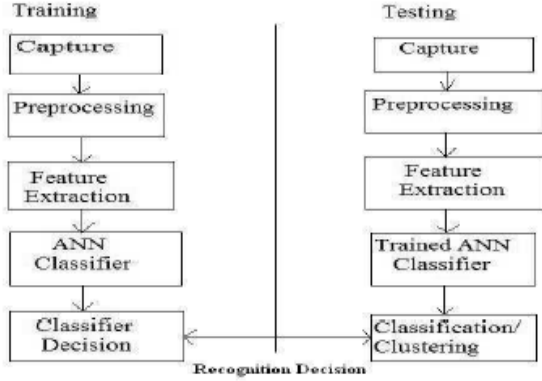 Training
Capture
Preprocessing
Feature
Extraction
ANN
Classifier
Classifier
Decision
Testing
Capture
Preprocessing
Feature
Extraction
Trained ANN
Classifier
Classification/
Clustering
Recognition Decision